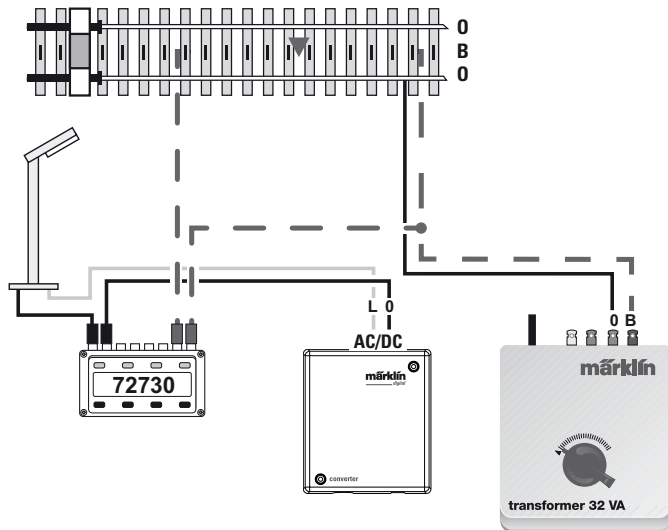 0
B
0
L 0
AC/DC
0 B
märklin
digital
72730
märklin
converter
transformer 32 VA